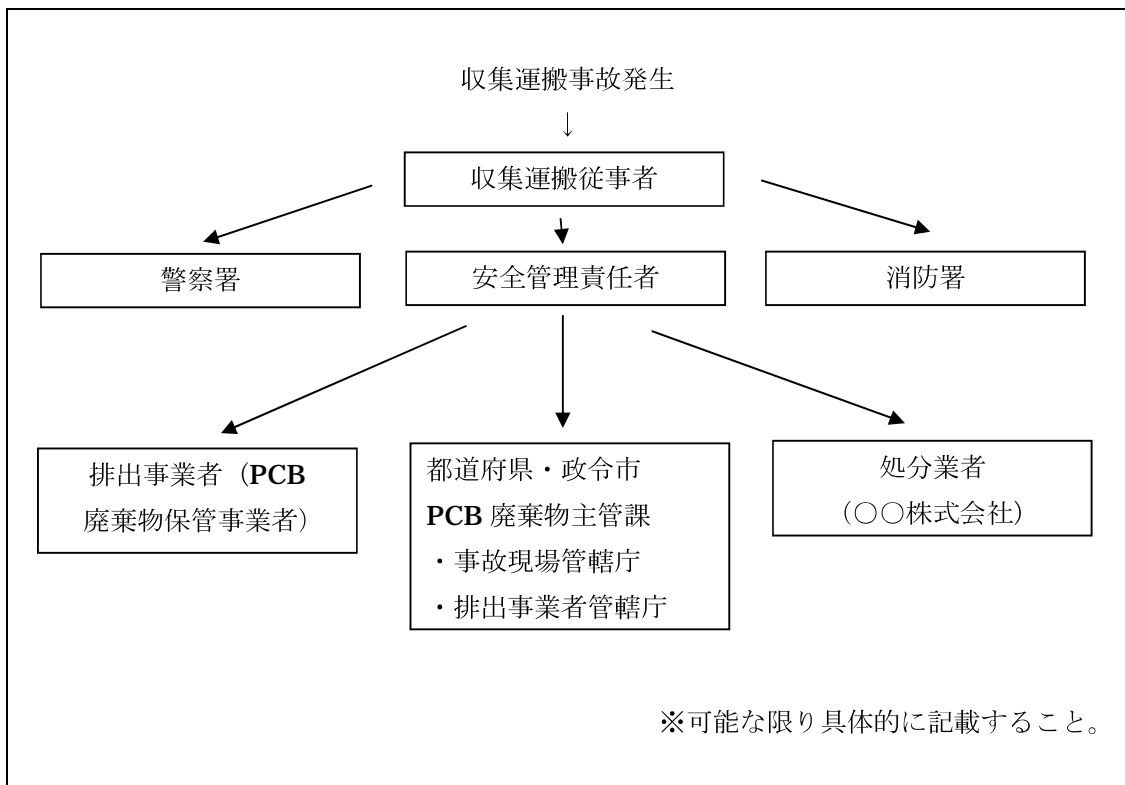 収集運搬事故発生
↓
収集運搬従事者
警察署
安全管理責任者
消防署
排出事業者（PCB
廃棄物保管事業者）
都道府県・政令市
PCB 廃棄物主管課
・事故現場管轄庁
・排出事業者管轄庁
処分業者
（○○株式会社）
※可能な限り具体的に記載すること。